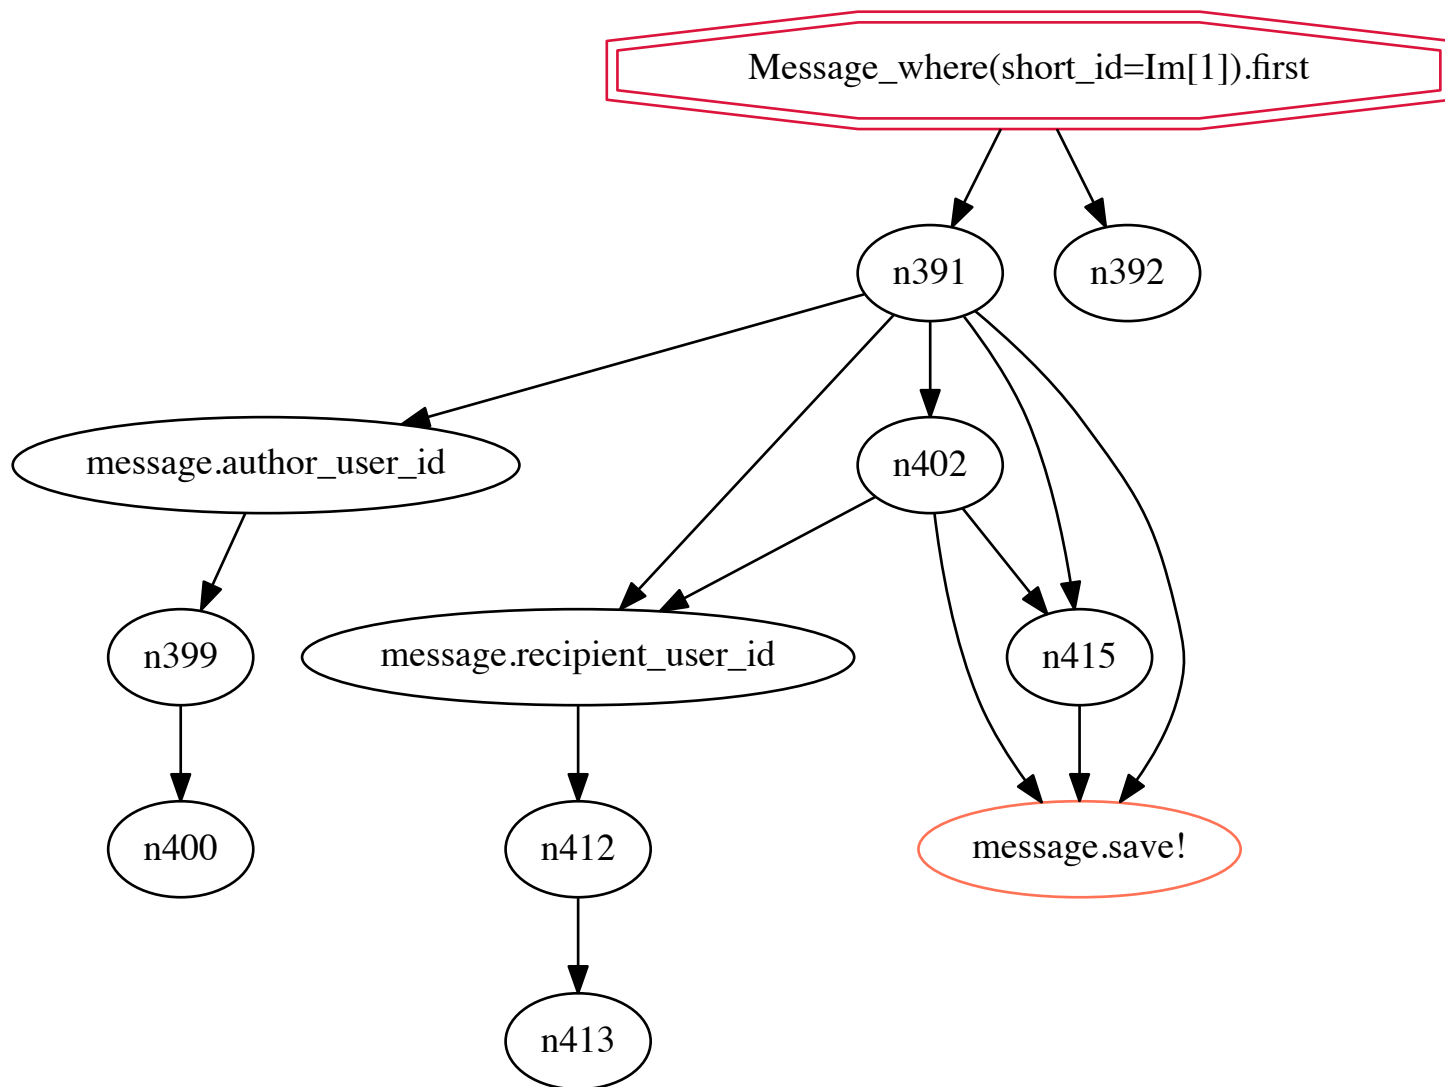 Message_where(short_id=Im[1]).first
n391
n392
message.author_user_id
n402
n399
message.recipient_user_id
n415
n400
n412
message.save!
n413